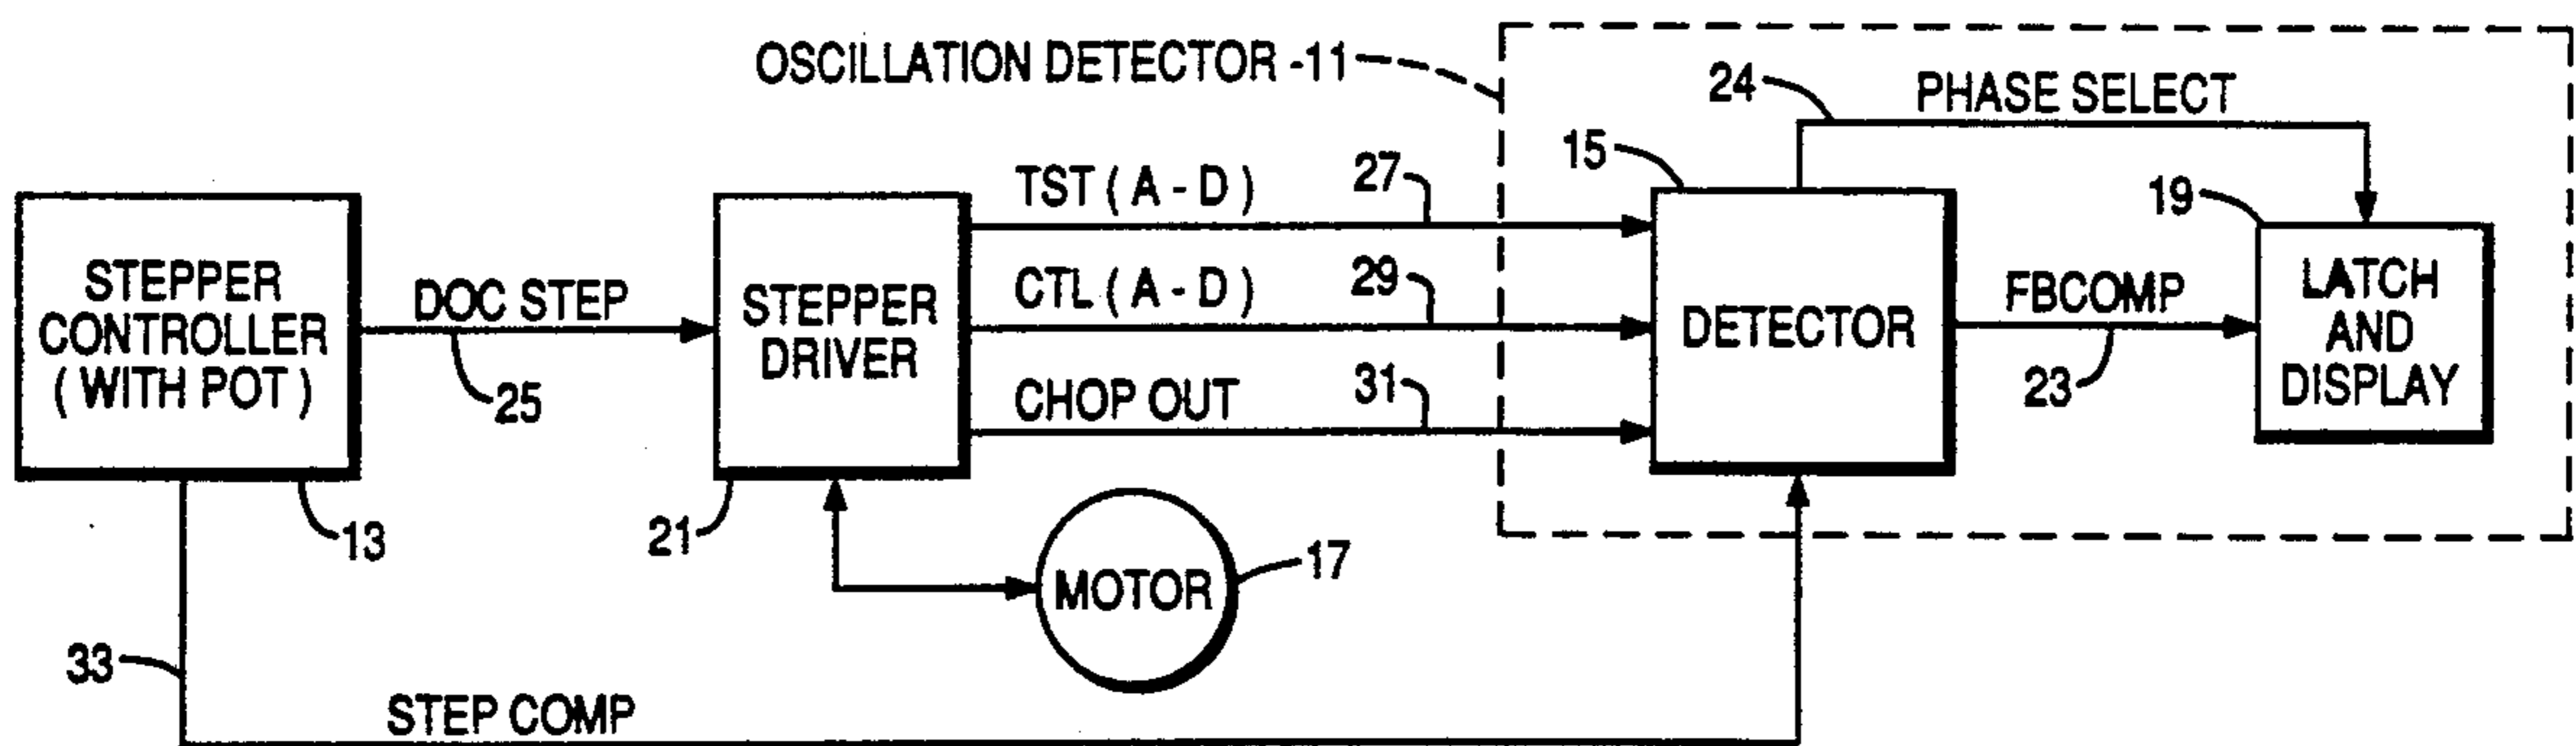 OSCILLATION DETECTOR -11
24
PHASE SELECT
15
19
TST ( A - D )
27
CTL ( A - D )
29
CHOP OUT
31
STEPPER
CONTROLLER
( WITH POT )
DOC STEP
25
STEPPER
DRIVER
DETECTOR
FBCOMP
23
LATCH
AND
DISPLAY
13
21
MOTOR
17
33
STEP COMP